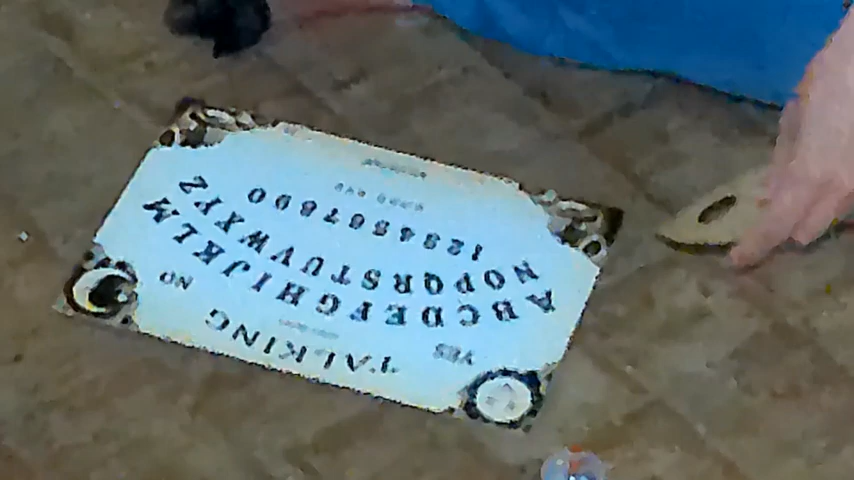 TALKING
YES NO
ABCDEFGHIJKLM
NOPQRSTUVWXYZ
1234567890